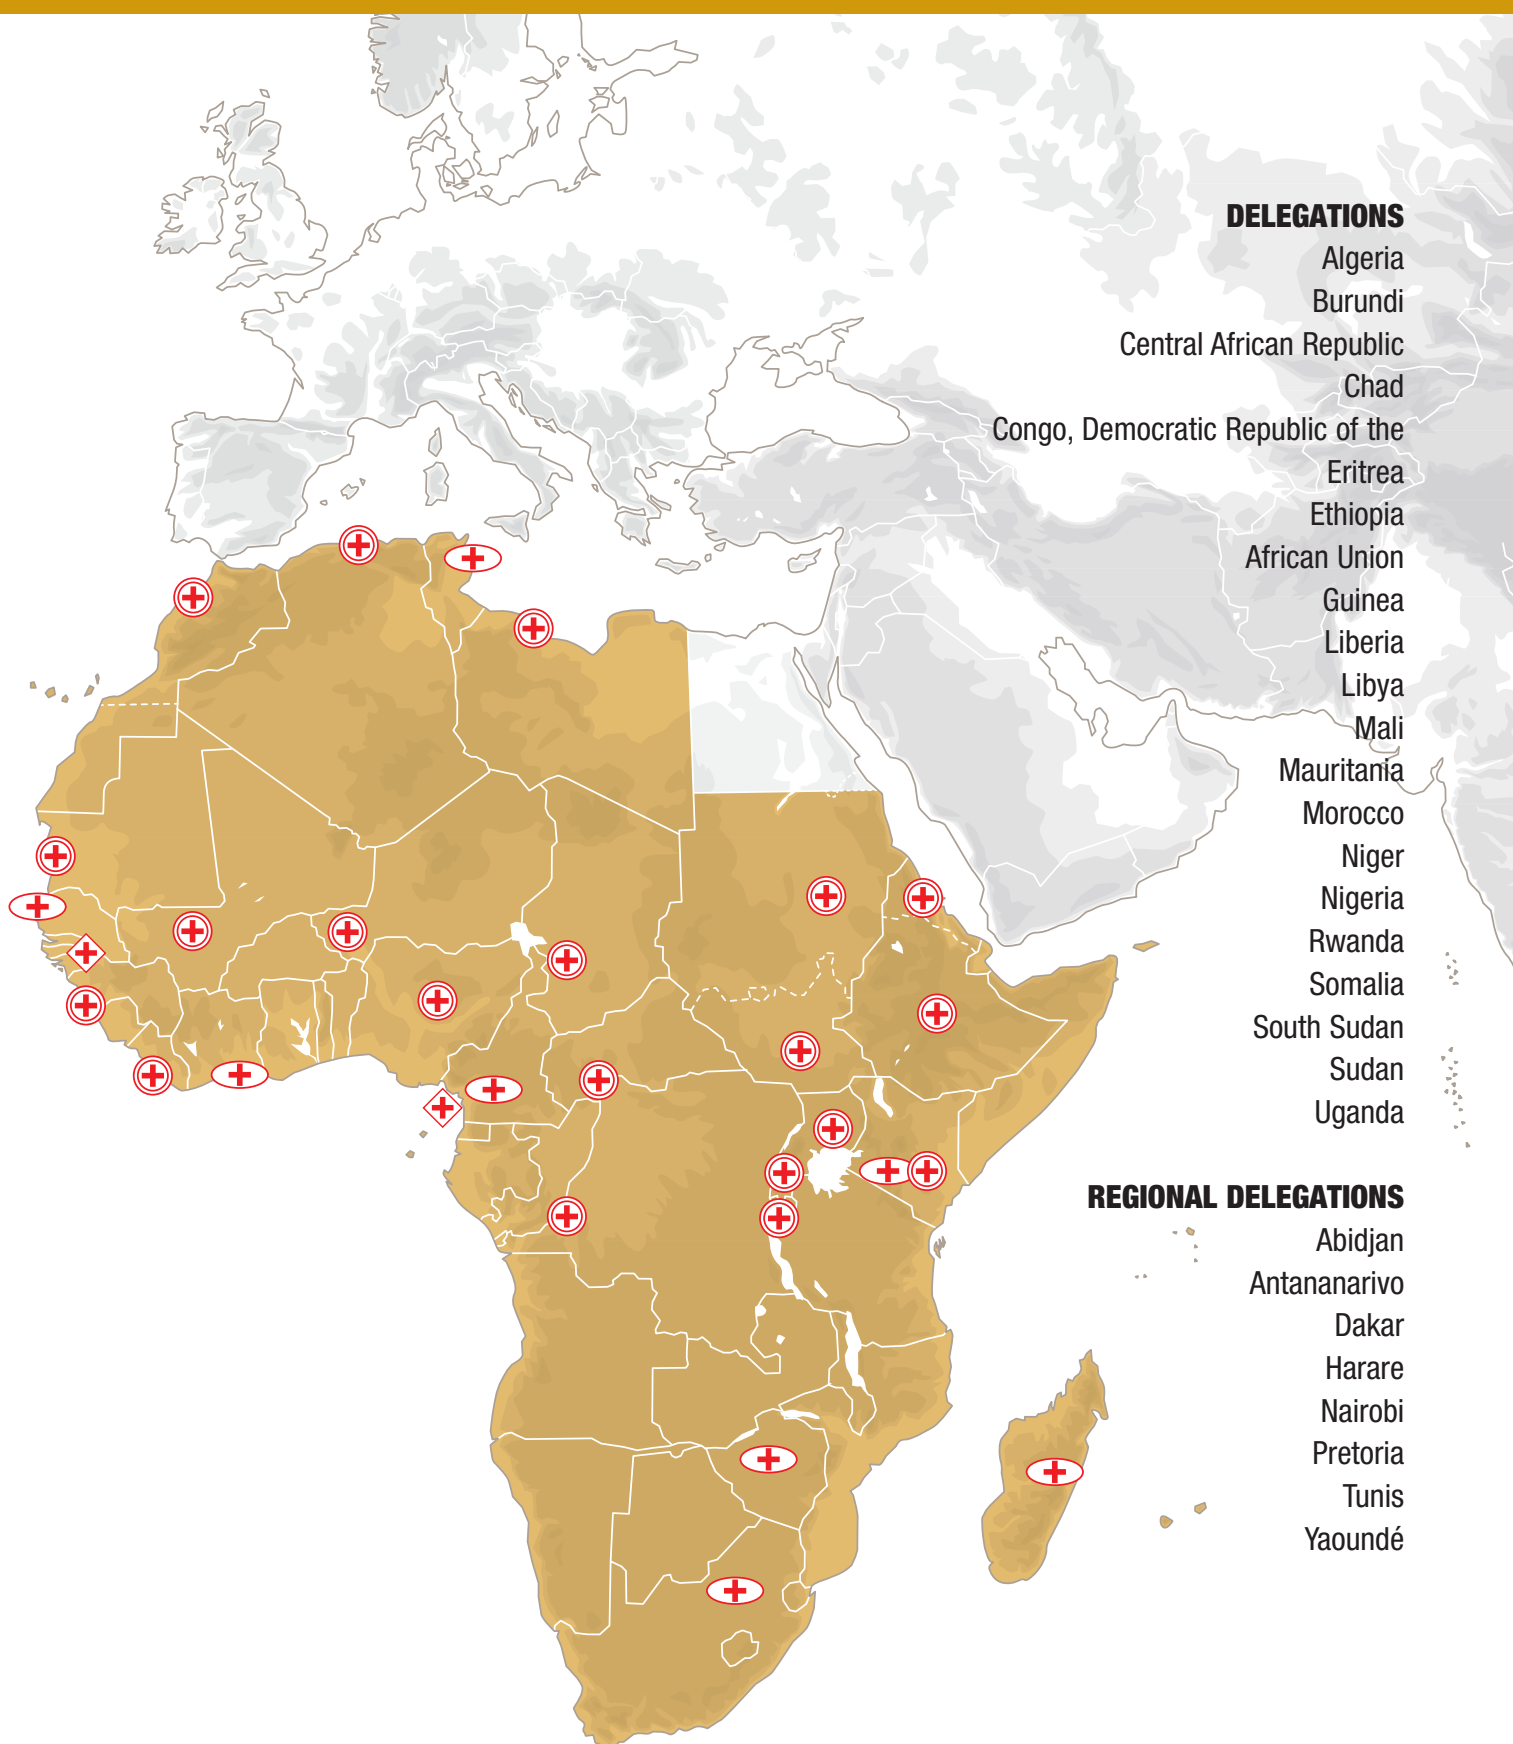 DELEGATIONS
Algeria
Burundi
Central African Republic
Chad
Congo, Democratic Republic of the
Eritrea
Ethiopia
African Union
Guinea
Liberia
Libya
Mali
Mauritania
Morocco
Niger
Nigeria
Rwanda
Somalia
South Sudan
Sudan
Uganda
REGIONAL DELEGATIONS
Abidjan
Antananarivo
Dakar
Harare
Nairobi
Pretoria
Tunis
Yaoundé